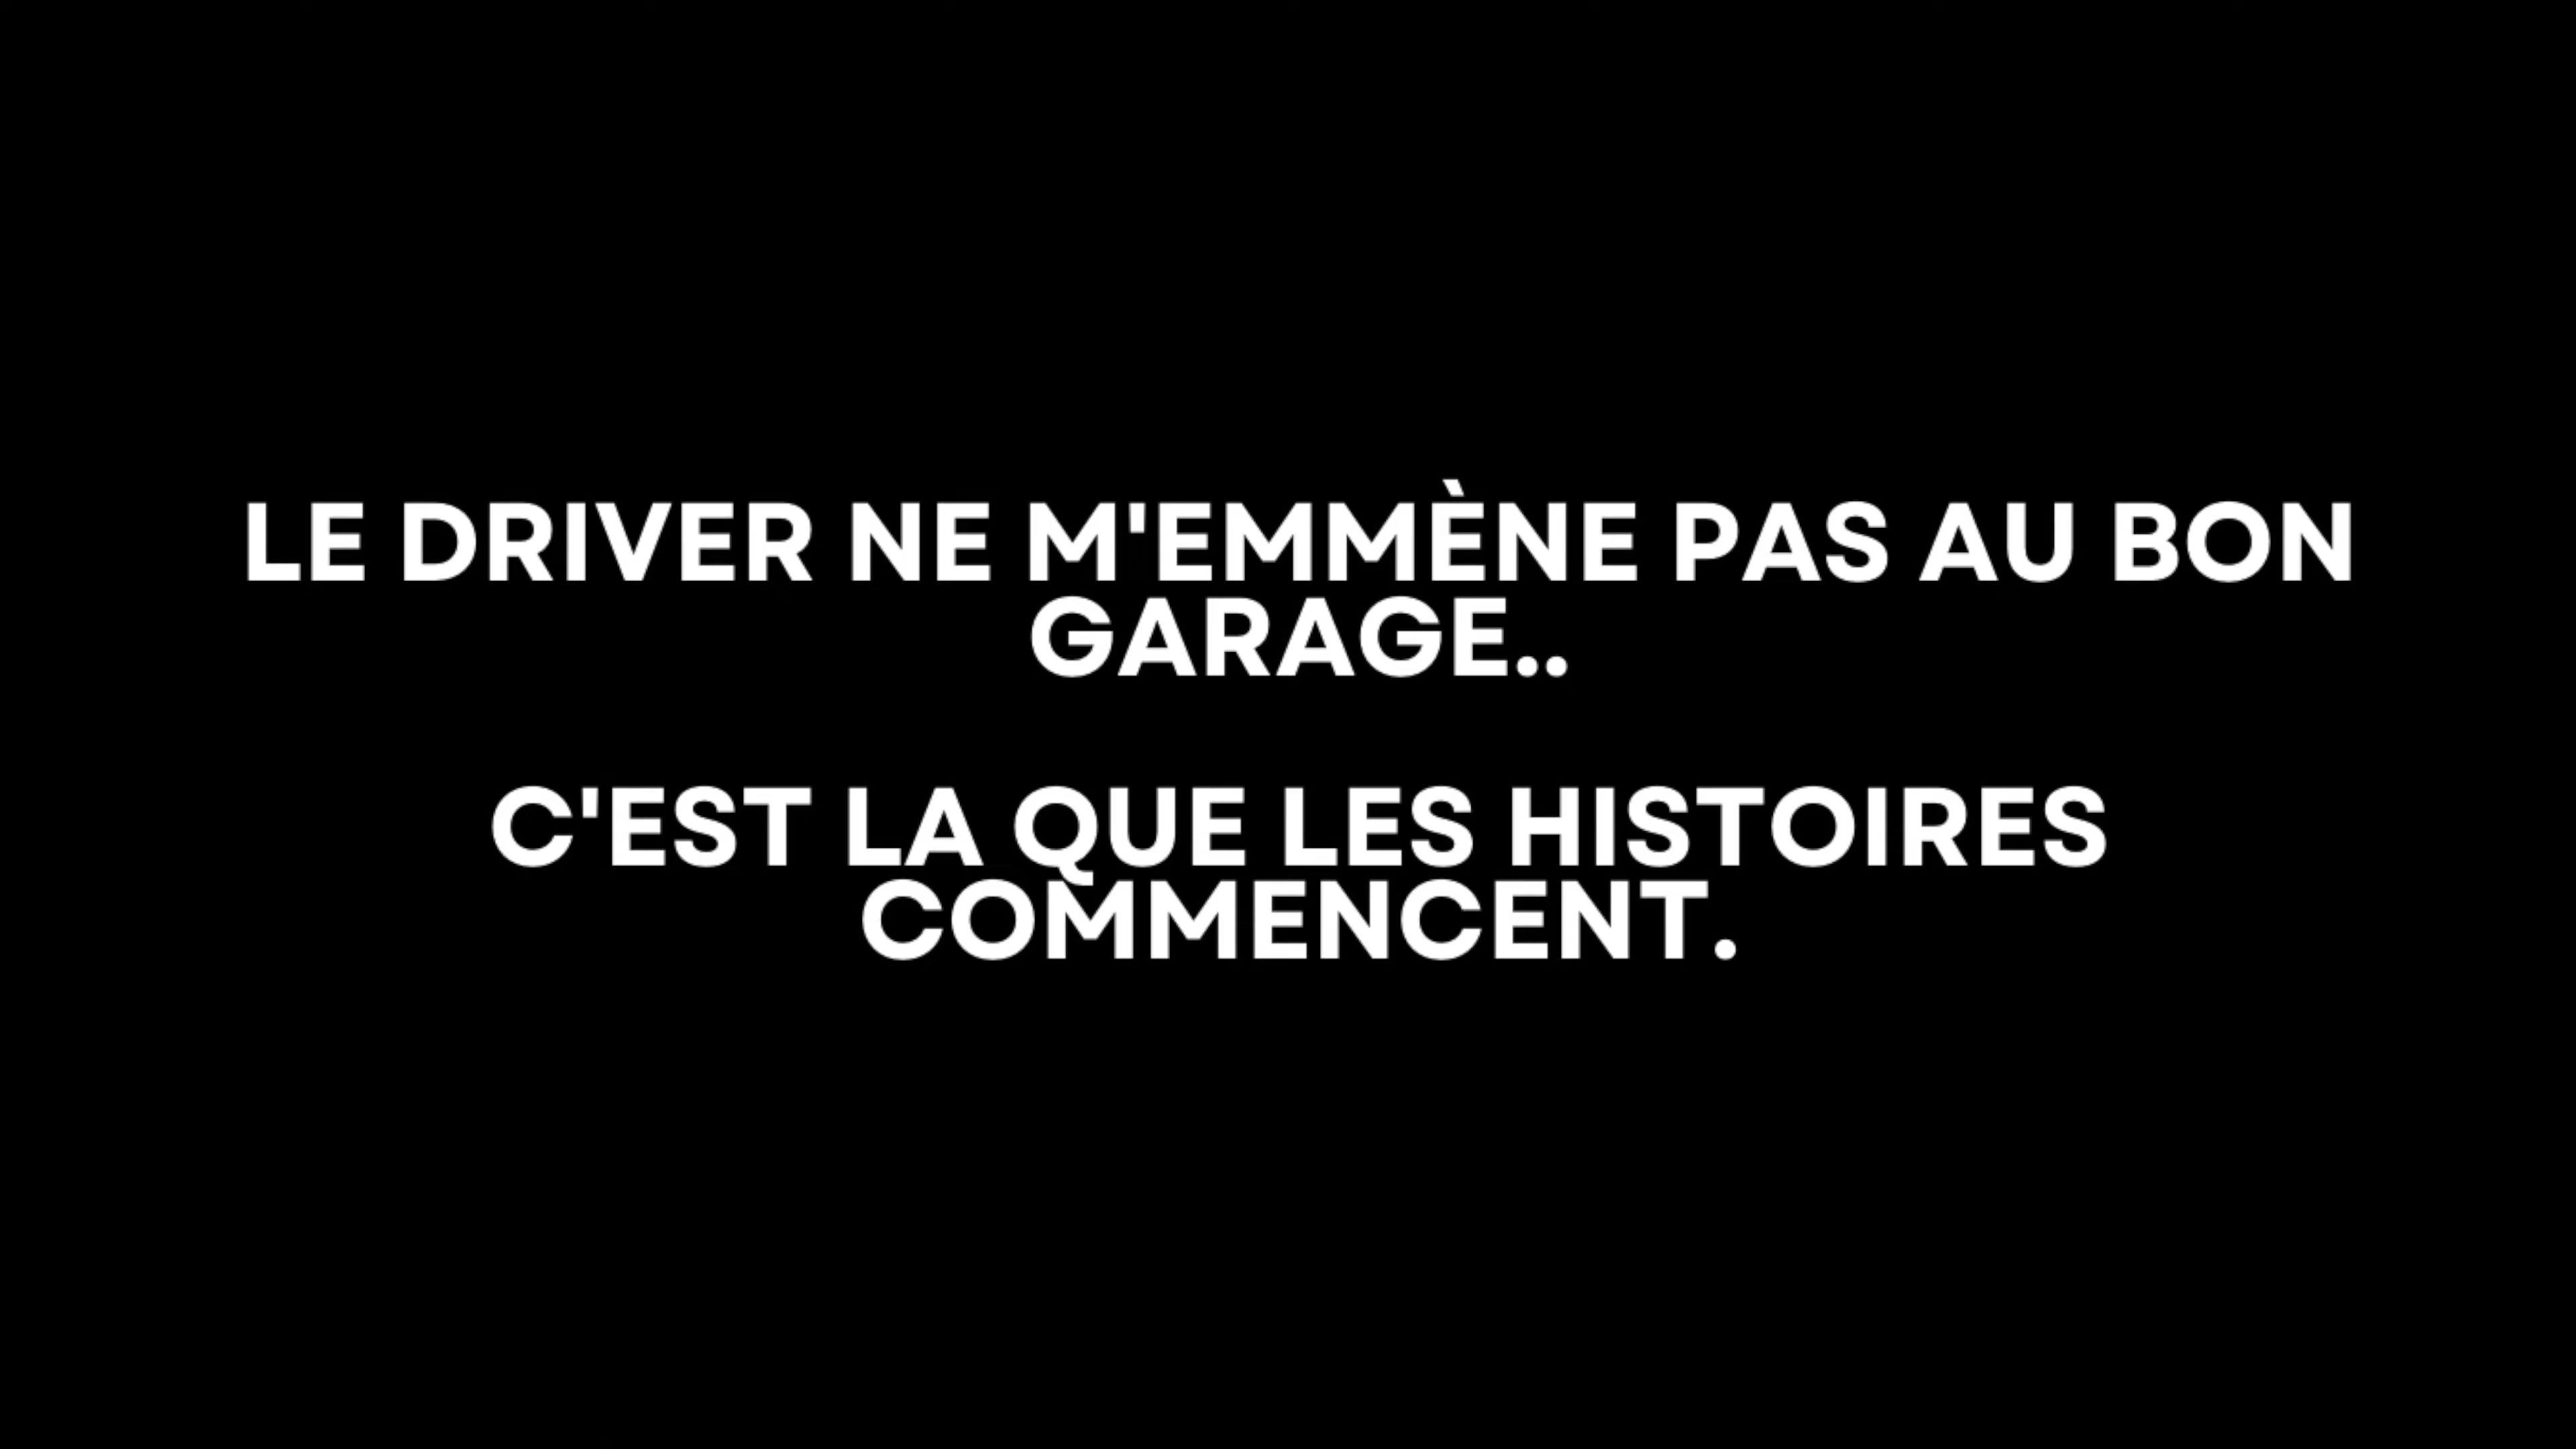 LE DRIVER NE M'EMMÈNE PAS AU BON
GARAGE..
C'EST LA QUE LES HISTOIRES
COMMENCENT.